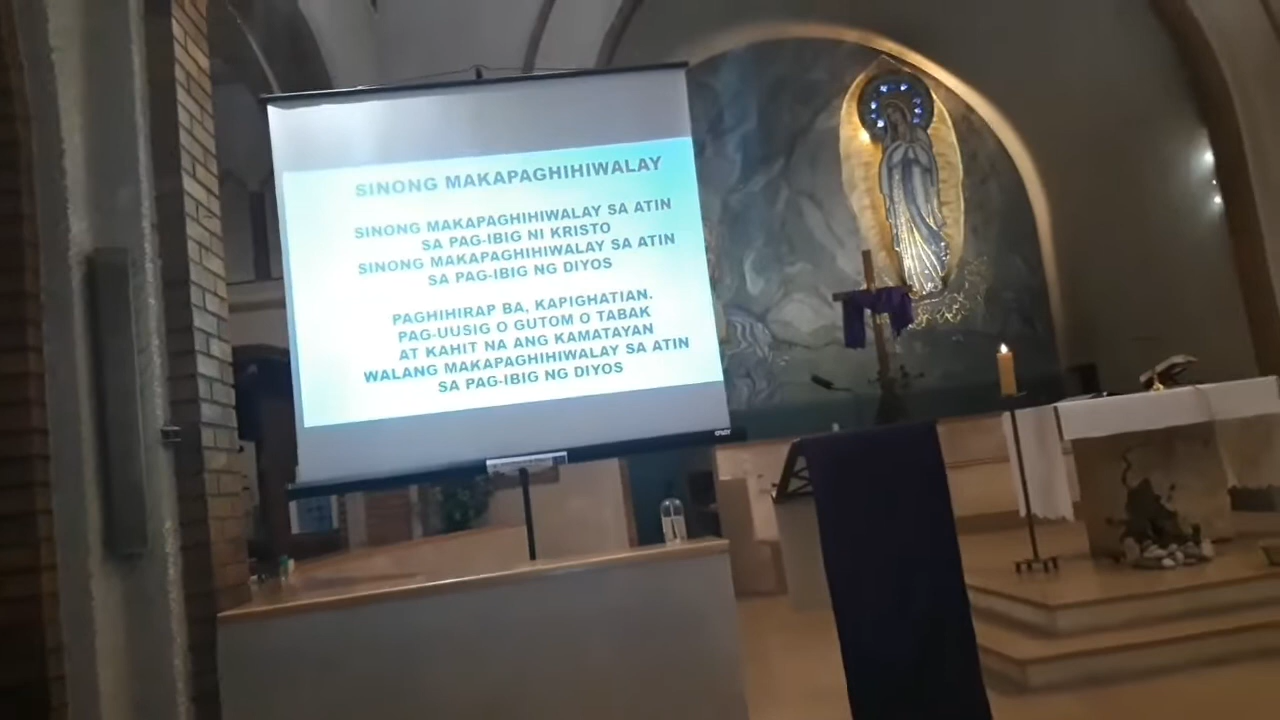 SINONG MAKAPAGHIHIWALAY
SINONG MAKAPAGHIHIWALAY SA ATIN
SA PAG-IBIG NI KRISTO
SINONG MAKAPAGHIHIWALAY SA ATIN
SA PAG-IBIG NG DIYOS
PAGHIHIRAP BA, KAPIGHATIAN.
PAG-UUSIG O GUTOM O TABAK
AT KAHIT NA ANG KAMATAYAN
WALANG MAKAPAGHIHIWALAY SA ATIN
SA PAG-IBIG NG DIYOS